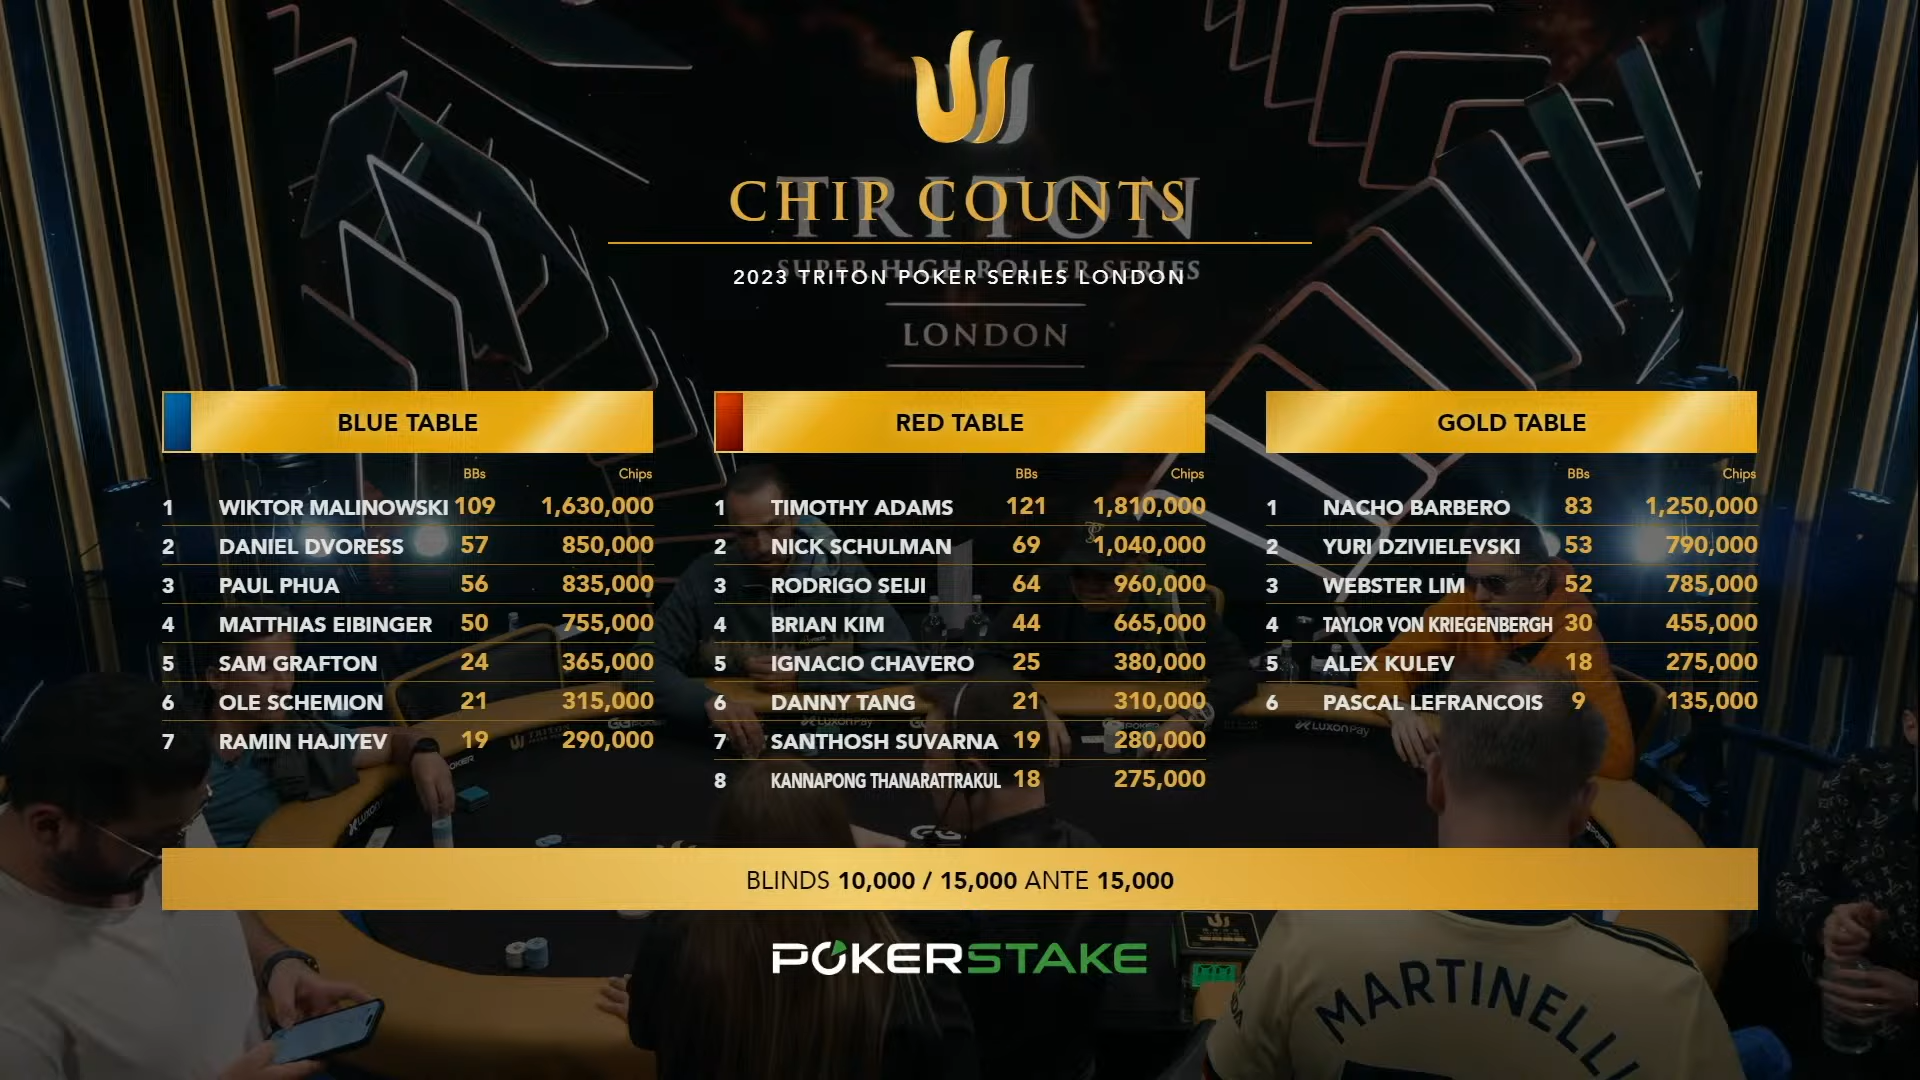 CHIP COUNTS
TRITON
SUPER HIGH ROLLER SERIES
2023 TRITON POKER SERIES LONDON
LONDON
BLUE TABLE
BBs Chips
1 WIKTOR MALINOWSKI 109 1,630,000
2 DANIEL DVORESS 57 850,000
3 PAUL PHUA 56 835,000
4 MATTHIAS EIBINGER 50 755,000
5 SAM GRAFTON 24 365,000
6 OLE SCHEMION 21 315,000
7 RAMIN HAJIYEV 19 290,000
RED TABLE
BBs Chips
1 TIMOTHY ADAMS 121 1,810,000
2 NICK SCHULMAN 69 1,040,000
3 RODRIGO SEIJI 64 960,000
4 BRIAN KIM 44 665,000
5 IGNACIO CHAVERO 25 380,000
6 DANNY TANG 21 310,000
7 SANTHOSH SUVARNA 19 280,000
8 KANNAPONG THANARATTRAKUL 18 275,000
GOLD TABLE
BBs Chips
1 NACHO BARBERO 83 1,250,000
2 YURI DZIVIELEVSKI 53 790,000
3 WEBSTER LIM 52 785,000
4 TAYLOR VON KRIEGENBERGH 30 455,000
5 ALEX KULEV 18 275,000
6 PASCAL LEFRANCOIS 9 135,000
LuxonPay
LuxonPay
BLINDS 10,000 / 15,000 ANTE 15,000
POKERSTAKE
MARTINELLI